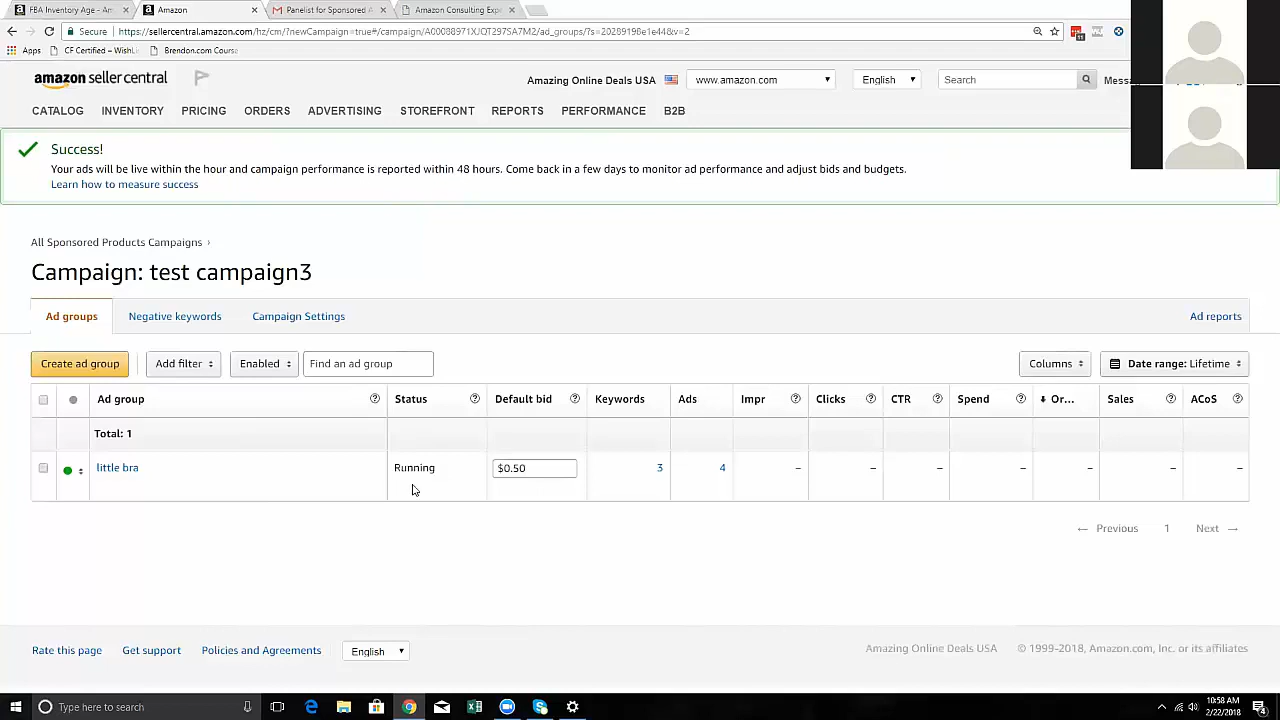 FBA Inventory Age - Am
Amazon
Panelist for Sponsored A
Amazon Consulting Expe
Secure
https://sellercentral.amazon.com/hz/cm/?newCampaign=true#/campaign/A00088971XJQT297SA7M2/ad_groups/?s=20289198e1e44&v=2
Apps
CF Certified – WishLi
Brendon.com Cours
amazon seller central
Amazing Online Deals USA
www.amazon.com
English
Search
Messa
CATALOG INVENTORY PRICING ORDERS ADVERTISING STOREFRONT REPORTS PERFORMANCE B2B
Success!
Your ads will be live within the hour and campaign performance is reported within 48 hours. Come back in a few days to monitor ad performance and adjust bids and budgets.
Learn how to measure success
All Sponsored Products Campaigns ›
Campaign: test campaign3
Ad groups Negative keywords Campaign Settings Ad reports
Create ad group Add filter Enabled Find an ad group Columns Date range: Lifetime
Ad group Status Default bid Keywords Ads Impr Clicks CTR Spend Or... Sales ACoS
Total: 1
little bra Running $0.50 3 4 – – – – – – –
← Previous 1 Next →
Rate this page Get support Policies and Agreements English Amazing Online Deals USA © 1999-2018, Amazon.com, Inc. or its affiliates
Type here to search
10:58 AM
2/22/2018